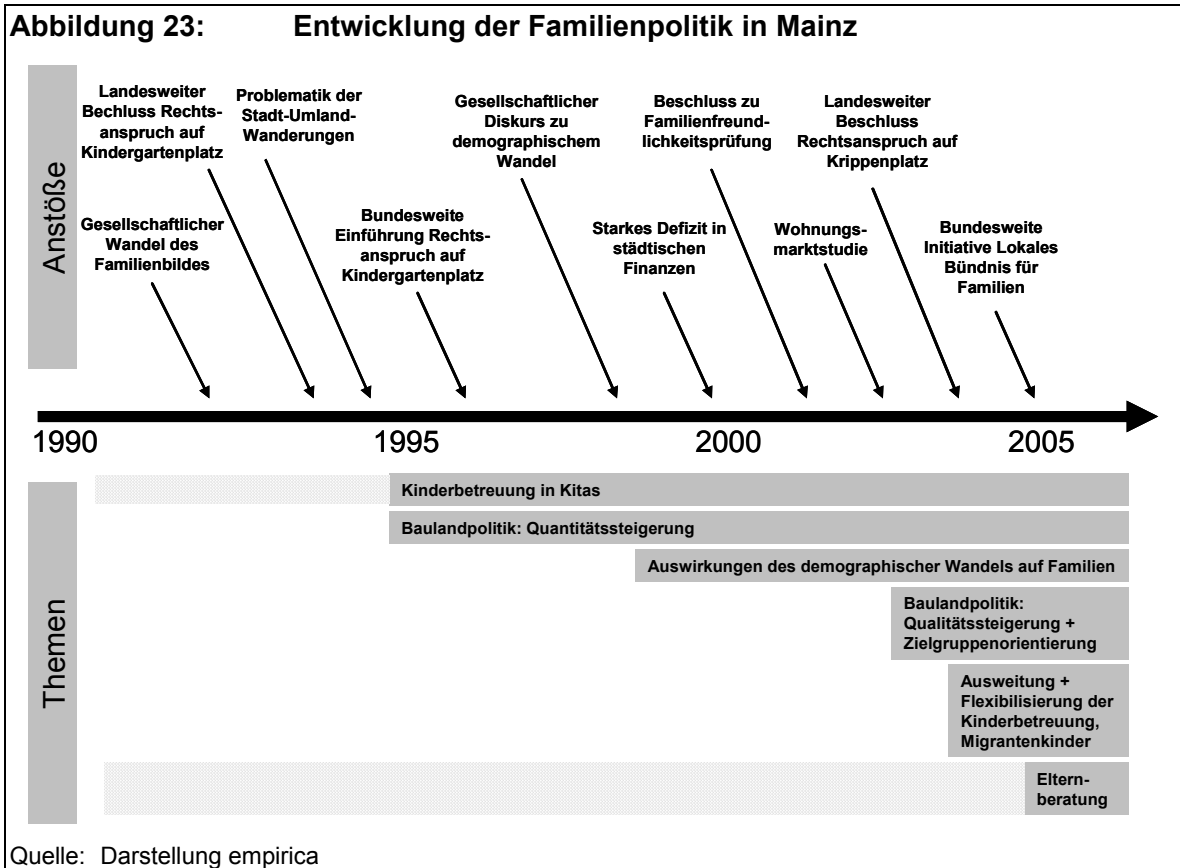 Abbildung 23: Entwicklung der Familienpolitik in Mainz
Anstöße
Landesweiter
Bechluss Rechts-
anspruch auf
Kindergartenplatz
Problematik der
Stadt-Umland-
Wanderungen
Gesellschaftlicher
Diskurs zu
demographischem
Wandel
Beschluss zu
Familienfreund-
lichkeitsprüfung
Landesweiter
Beschluss
Rechtsanspruch auf
Krippenplatz
Gesellschaftlicher
Wandel des
Familienbildes
Bundesweite
Einführung Rechts-
anspruch auf
Kindergartenplatz
Starkes Defizit in
städtischen
Finanzen
Wohnungs-
marktstudie
Bundesweite
Initiative Lokales
Bündnis für
Familien
1990 1995 2000 2005
Themen
Kinderbetreuung in Kitas
Baulandpolitik: Quantitätssteigerung
Auswirkungen des demographischer Wandels auf Familien
Baulandpolitik:
Qualitätssteigerung +
Zielgruppenorientierung
Ausweitung +
Flexibilisierung der
Kinderbetreuung,
Migrantenkinder
Eltern-
beratung
Quelle: Darstellung empirica